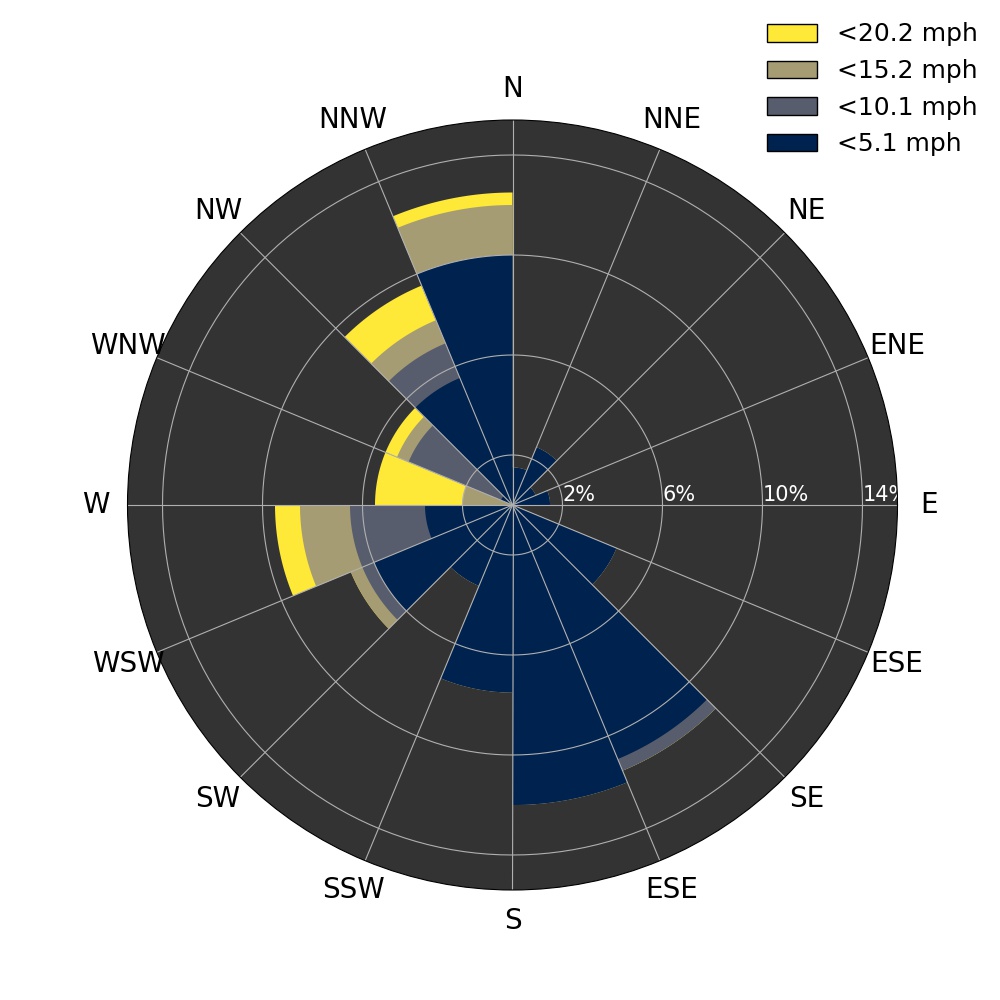 <20.2 mph
<15.2 mph
<10.1 mph
<5.1 mph
N
NNW
NNE
NW
NE
WNW
ENE
W
2%
6%
10%
14%
E
WSW
ESE
SW
SE
SSW
ESE
S